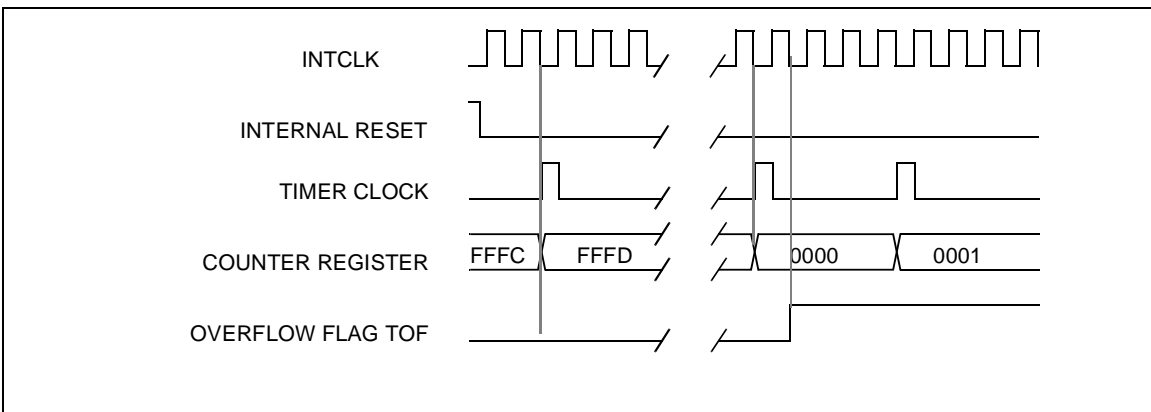 INTCLK
INTERNAL RESET
TIMER CLOCK
COUNTER REGISTER FFFC FFFD 0000 0001
OVERFLOW FLAG TOF